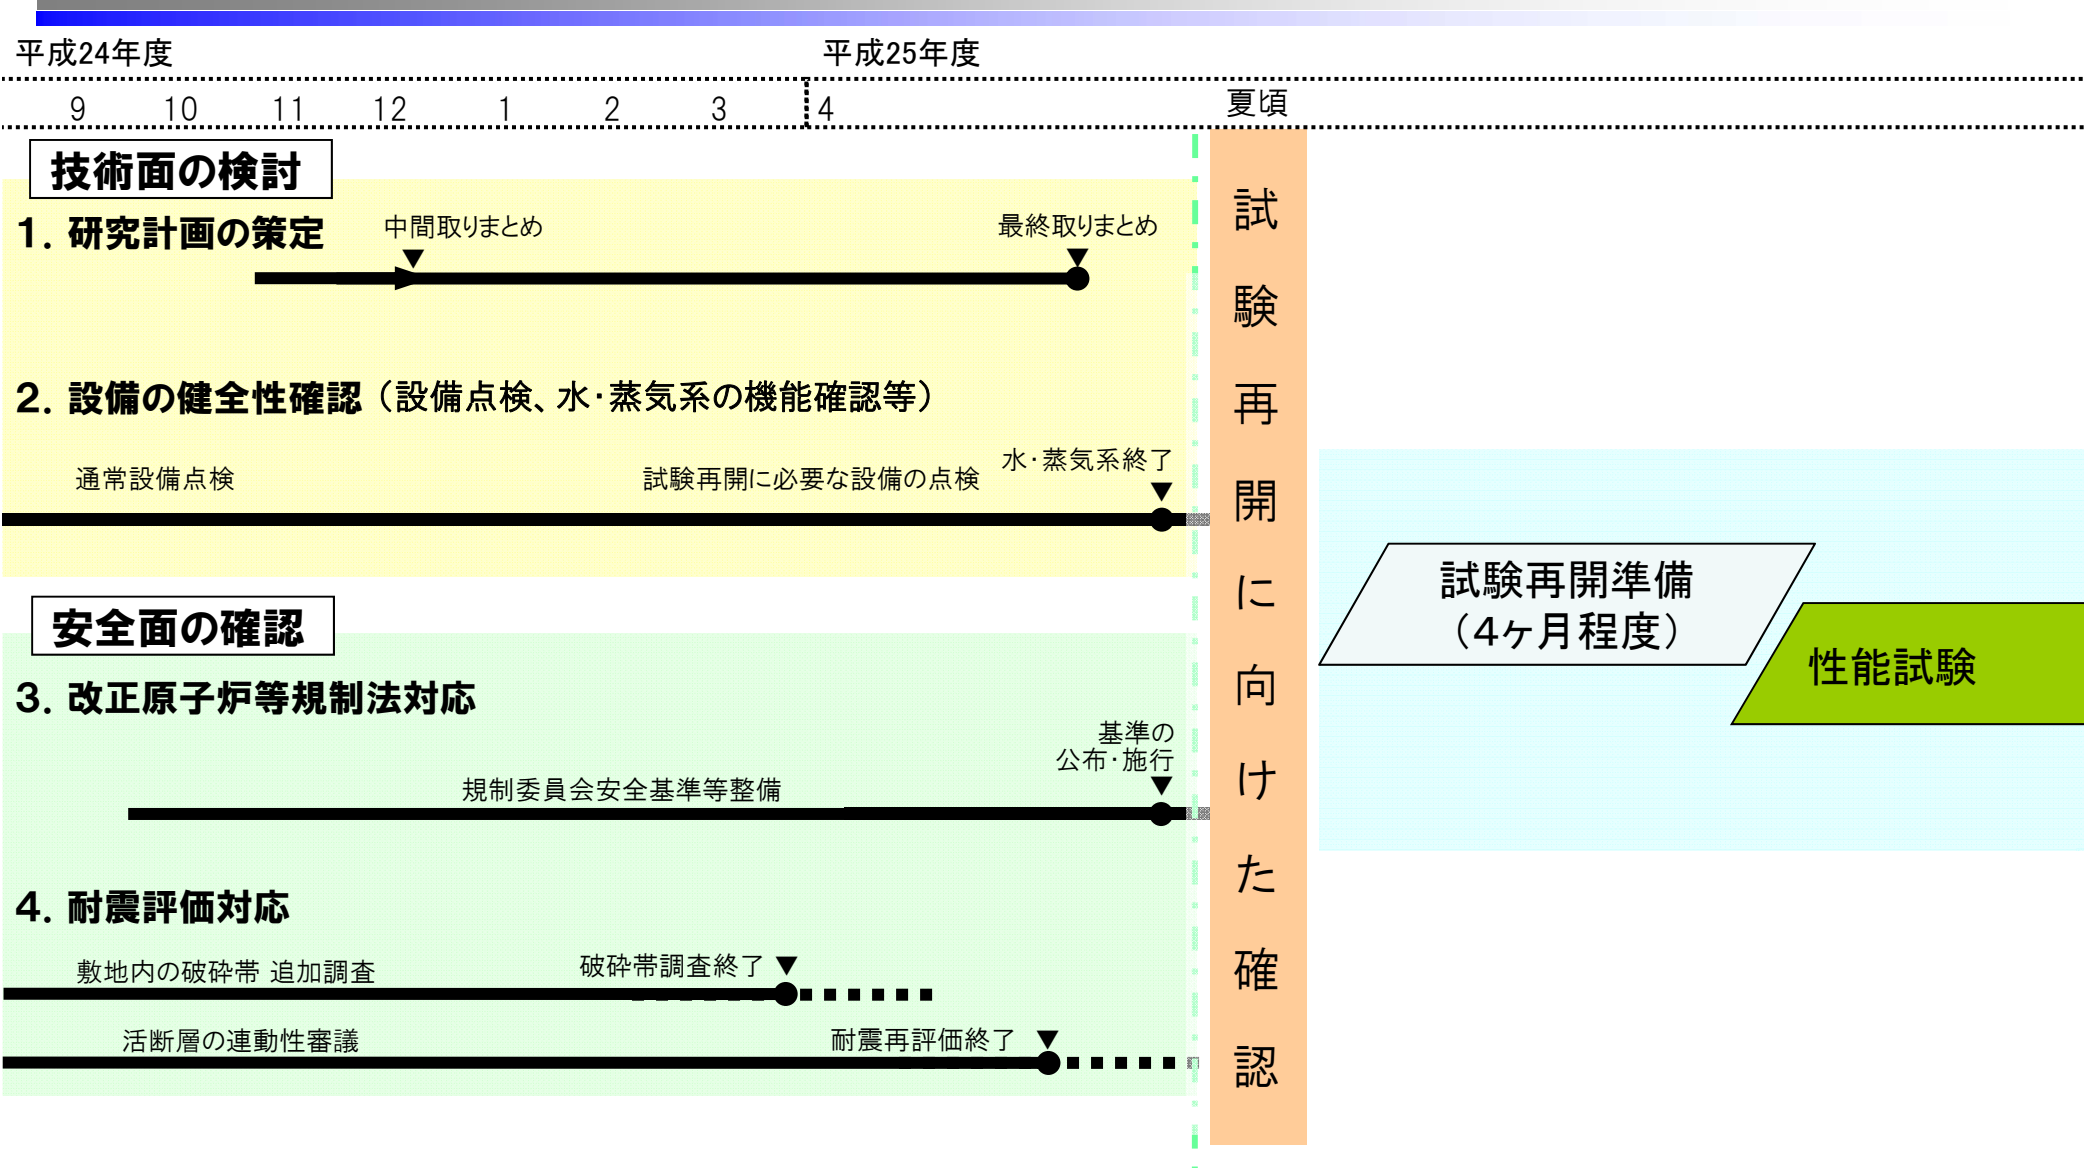 平成24年度
平成25年度
9 10 11 12 1 2 3 4 夏頃
技術面の検討
1. 研究計画の策定
中間取りまとめ
最終取りまとめ
2. 設備の健全性確認（設備点検、水・蒸気系の機能確認等）
通常設備点検
試験再開に必要な設備の点検
水・蒸気系終了
安全面の確認
3. 改正原子炉等規制法対応
基準の
公布・施行
規制委員会安全基準等整備
4. 耐震評価対応
敷地内の破砕帯 追加調査
破砕帯調査終了
活断層の連動性審議
耐震再評価終了
試験再開に向けた確認
試験再開準備
（4ヶ月程度）
性能試験